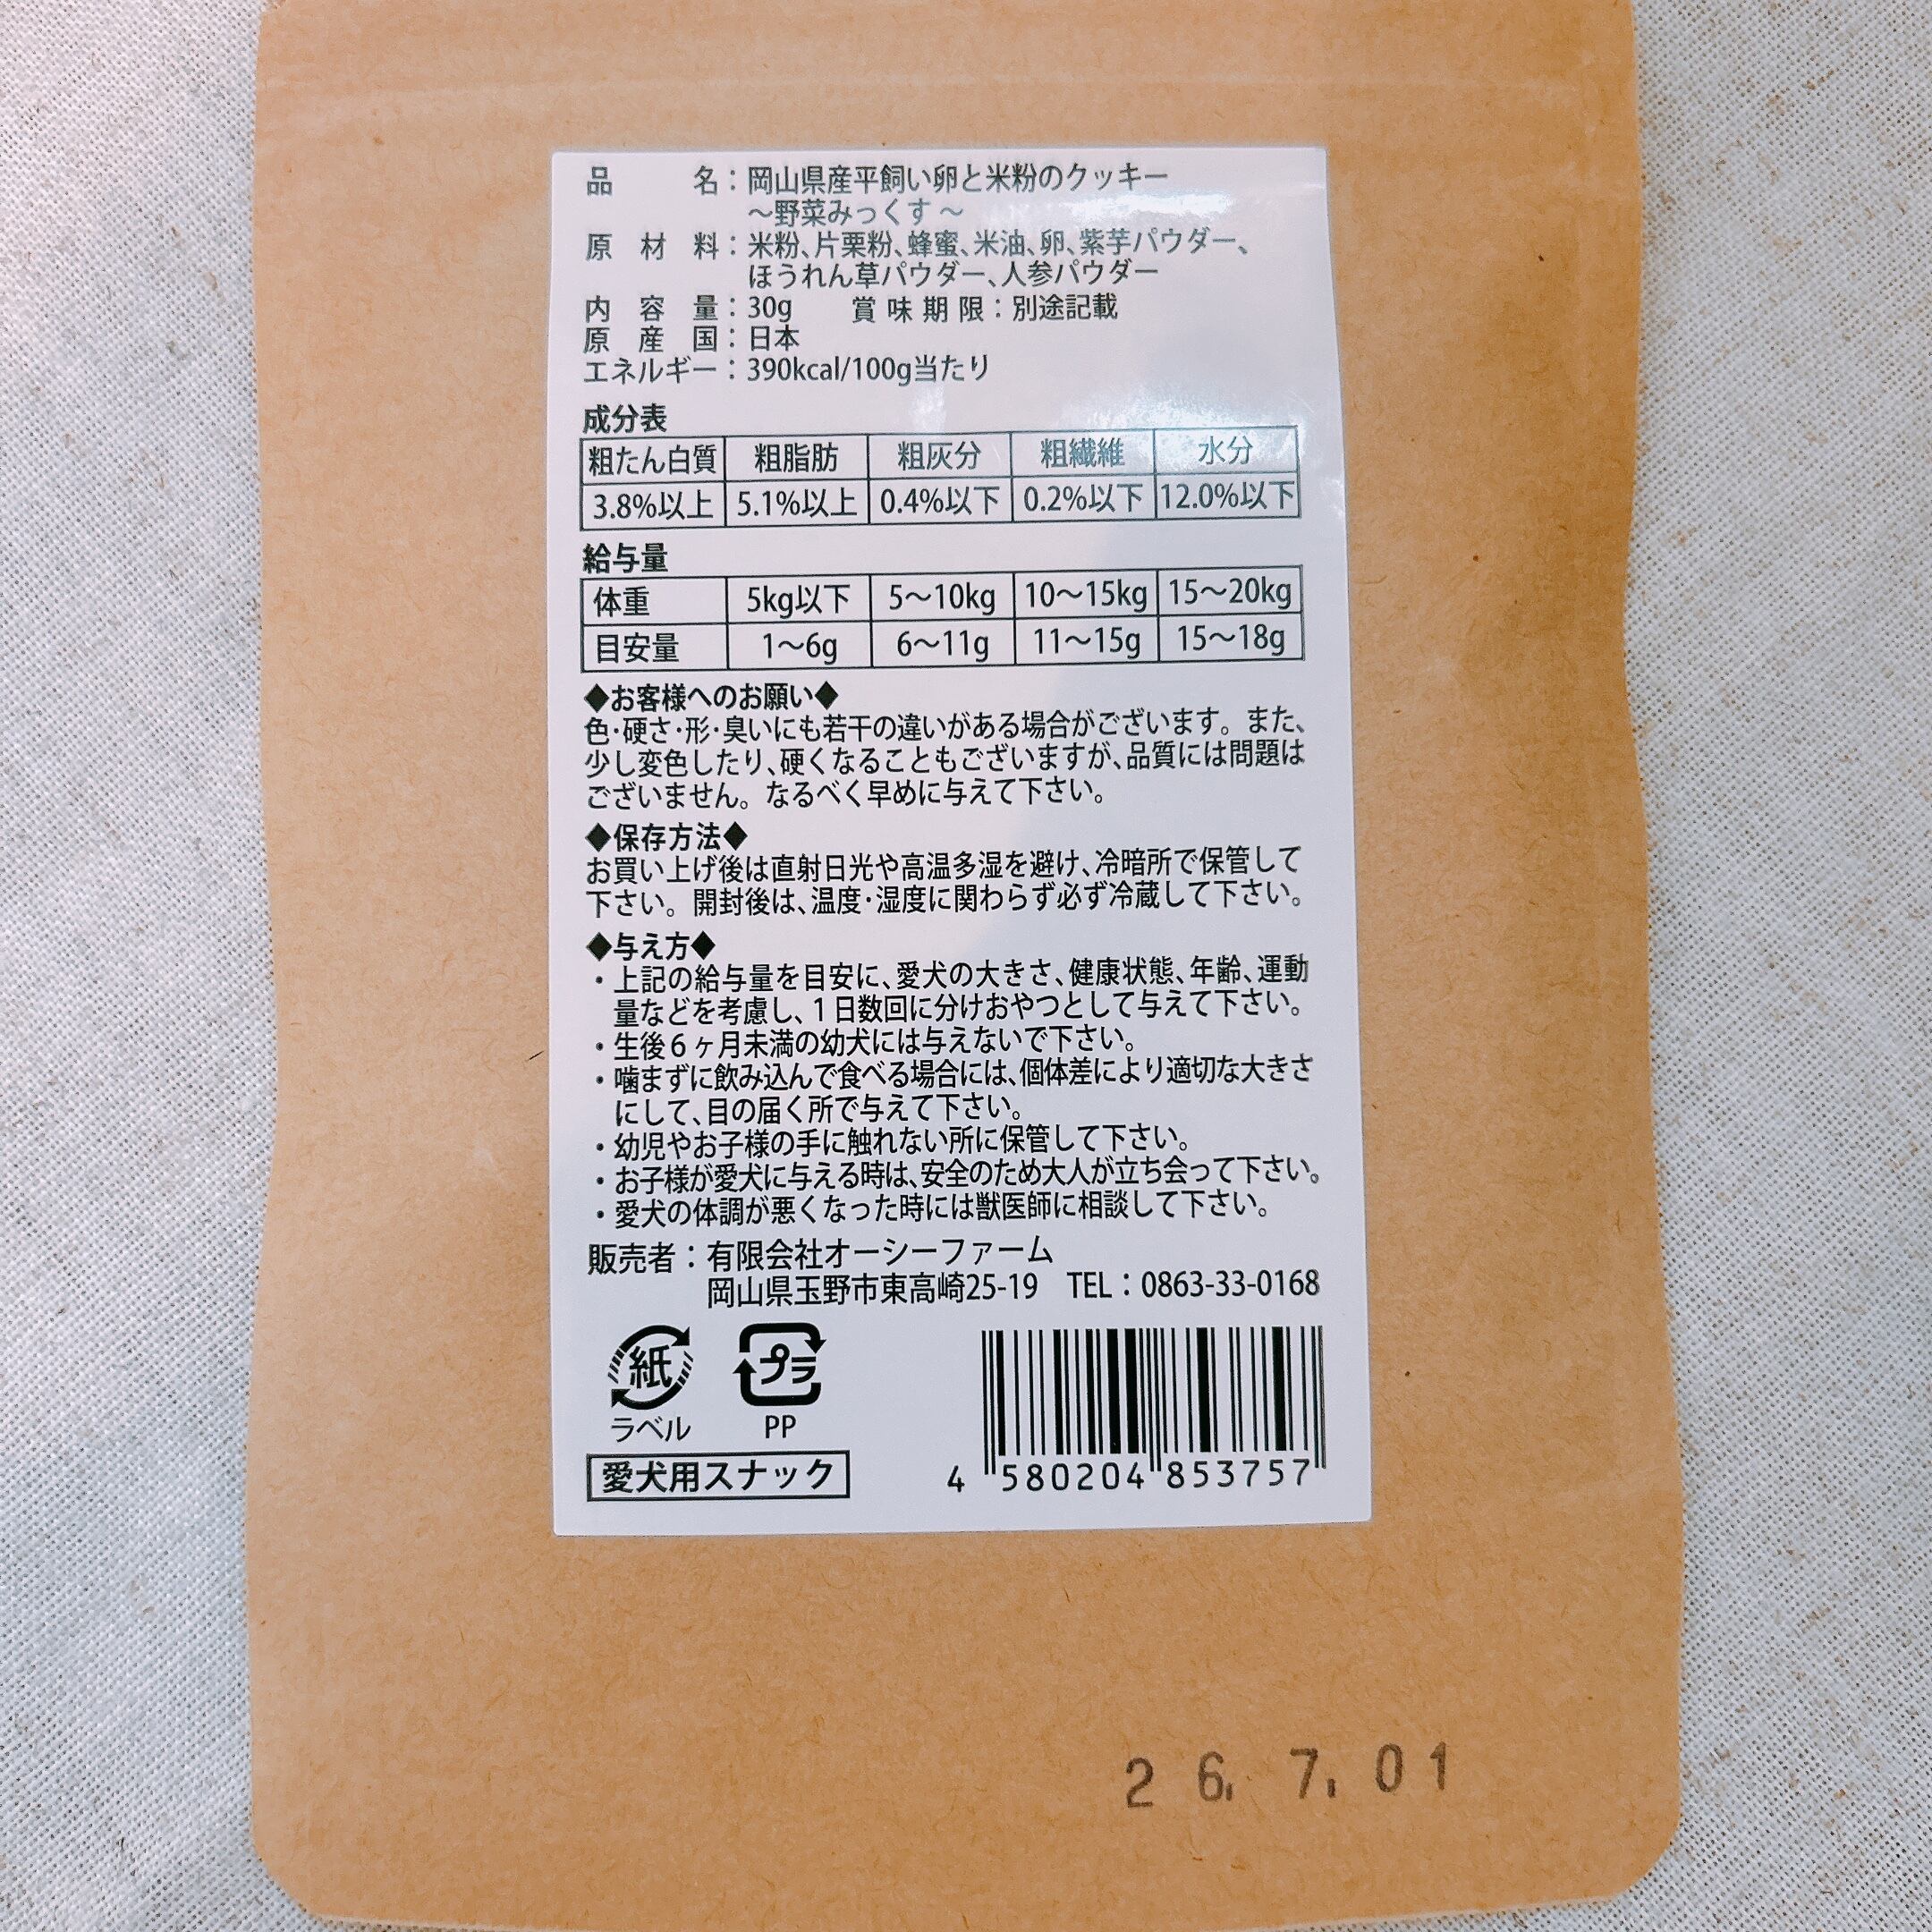 品名：岡山県産平飼い卵と米粉のクッキー
～野菜みっくす～
原材料：米粉、片栗粉、蜂蜜、米油、卵、紫芋パウダー、
ほうれん草パウダー、人参パウダー
内容量：30g　賞味期限：別途記載
原産国：日本
エネルギー：390kcal/100g当たり
成分表
粗たん白質 粗脂肪 粗灰分 粗繊維 水分
3.8%以上 5.1%以上 0.4%以下 0.2%以下 12.0%以下
給与量
体重 5kg以下 5～10kg 10～15kg 15～20kg
目安量 1～6g 6～11g 11～15g 15～18g
◆お客様へのお願い◆
色・硬さ・形・臭いにも若干の違いがある場合がございます。また、
少し変色したり、硬くなることもございますが、品質には問題は
ございません。なるべく早めに与えて下さい。
◆保存方法◆
お買い上げ後は直射日光や高温多湿を避け、冷暗所で保管して
下さい。開封後は、温度・湿度に関わらず必ず冷蔵して下さい。
◆与え方◆
・上記の給与量を目安に、愛犬の大きさ、健康状態、年齢、運動
量などを考慮し、1日数回に分けおやつとして与えて下さい。
・生後6ヶ月未満の幼犬には与えないで下さい。
・噛まずに飲み込んで食べる場合には、個体差により適切な大きさ
にして、目の届く所で与えて下さい。
・幼児やお子様の手に触れない所に保管して下さい。
・お子様が愛犬に与える時は、安全のため大人が立ち会って下さい。
・愛犬の体調が悪くなった時には獣医師に相談して下さい。
販売者：有限会社オーシーファーム
岡山県玉野市東高崎25-19　TEL：0863-33-0168
紙 プラ
ラベル PP
愛犬用スナック
4 580204 853757
26.7.01